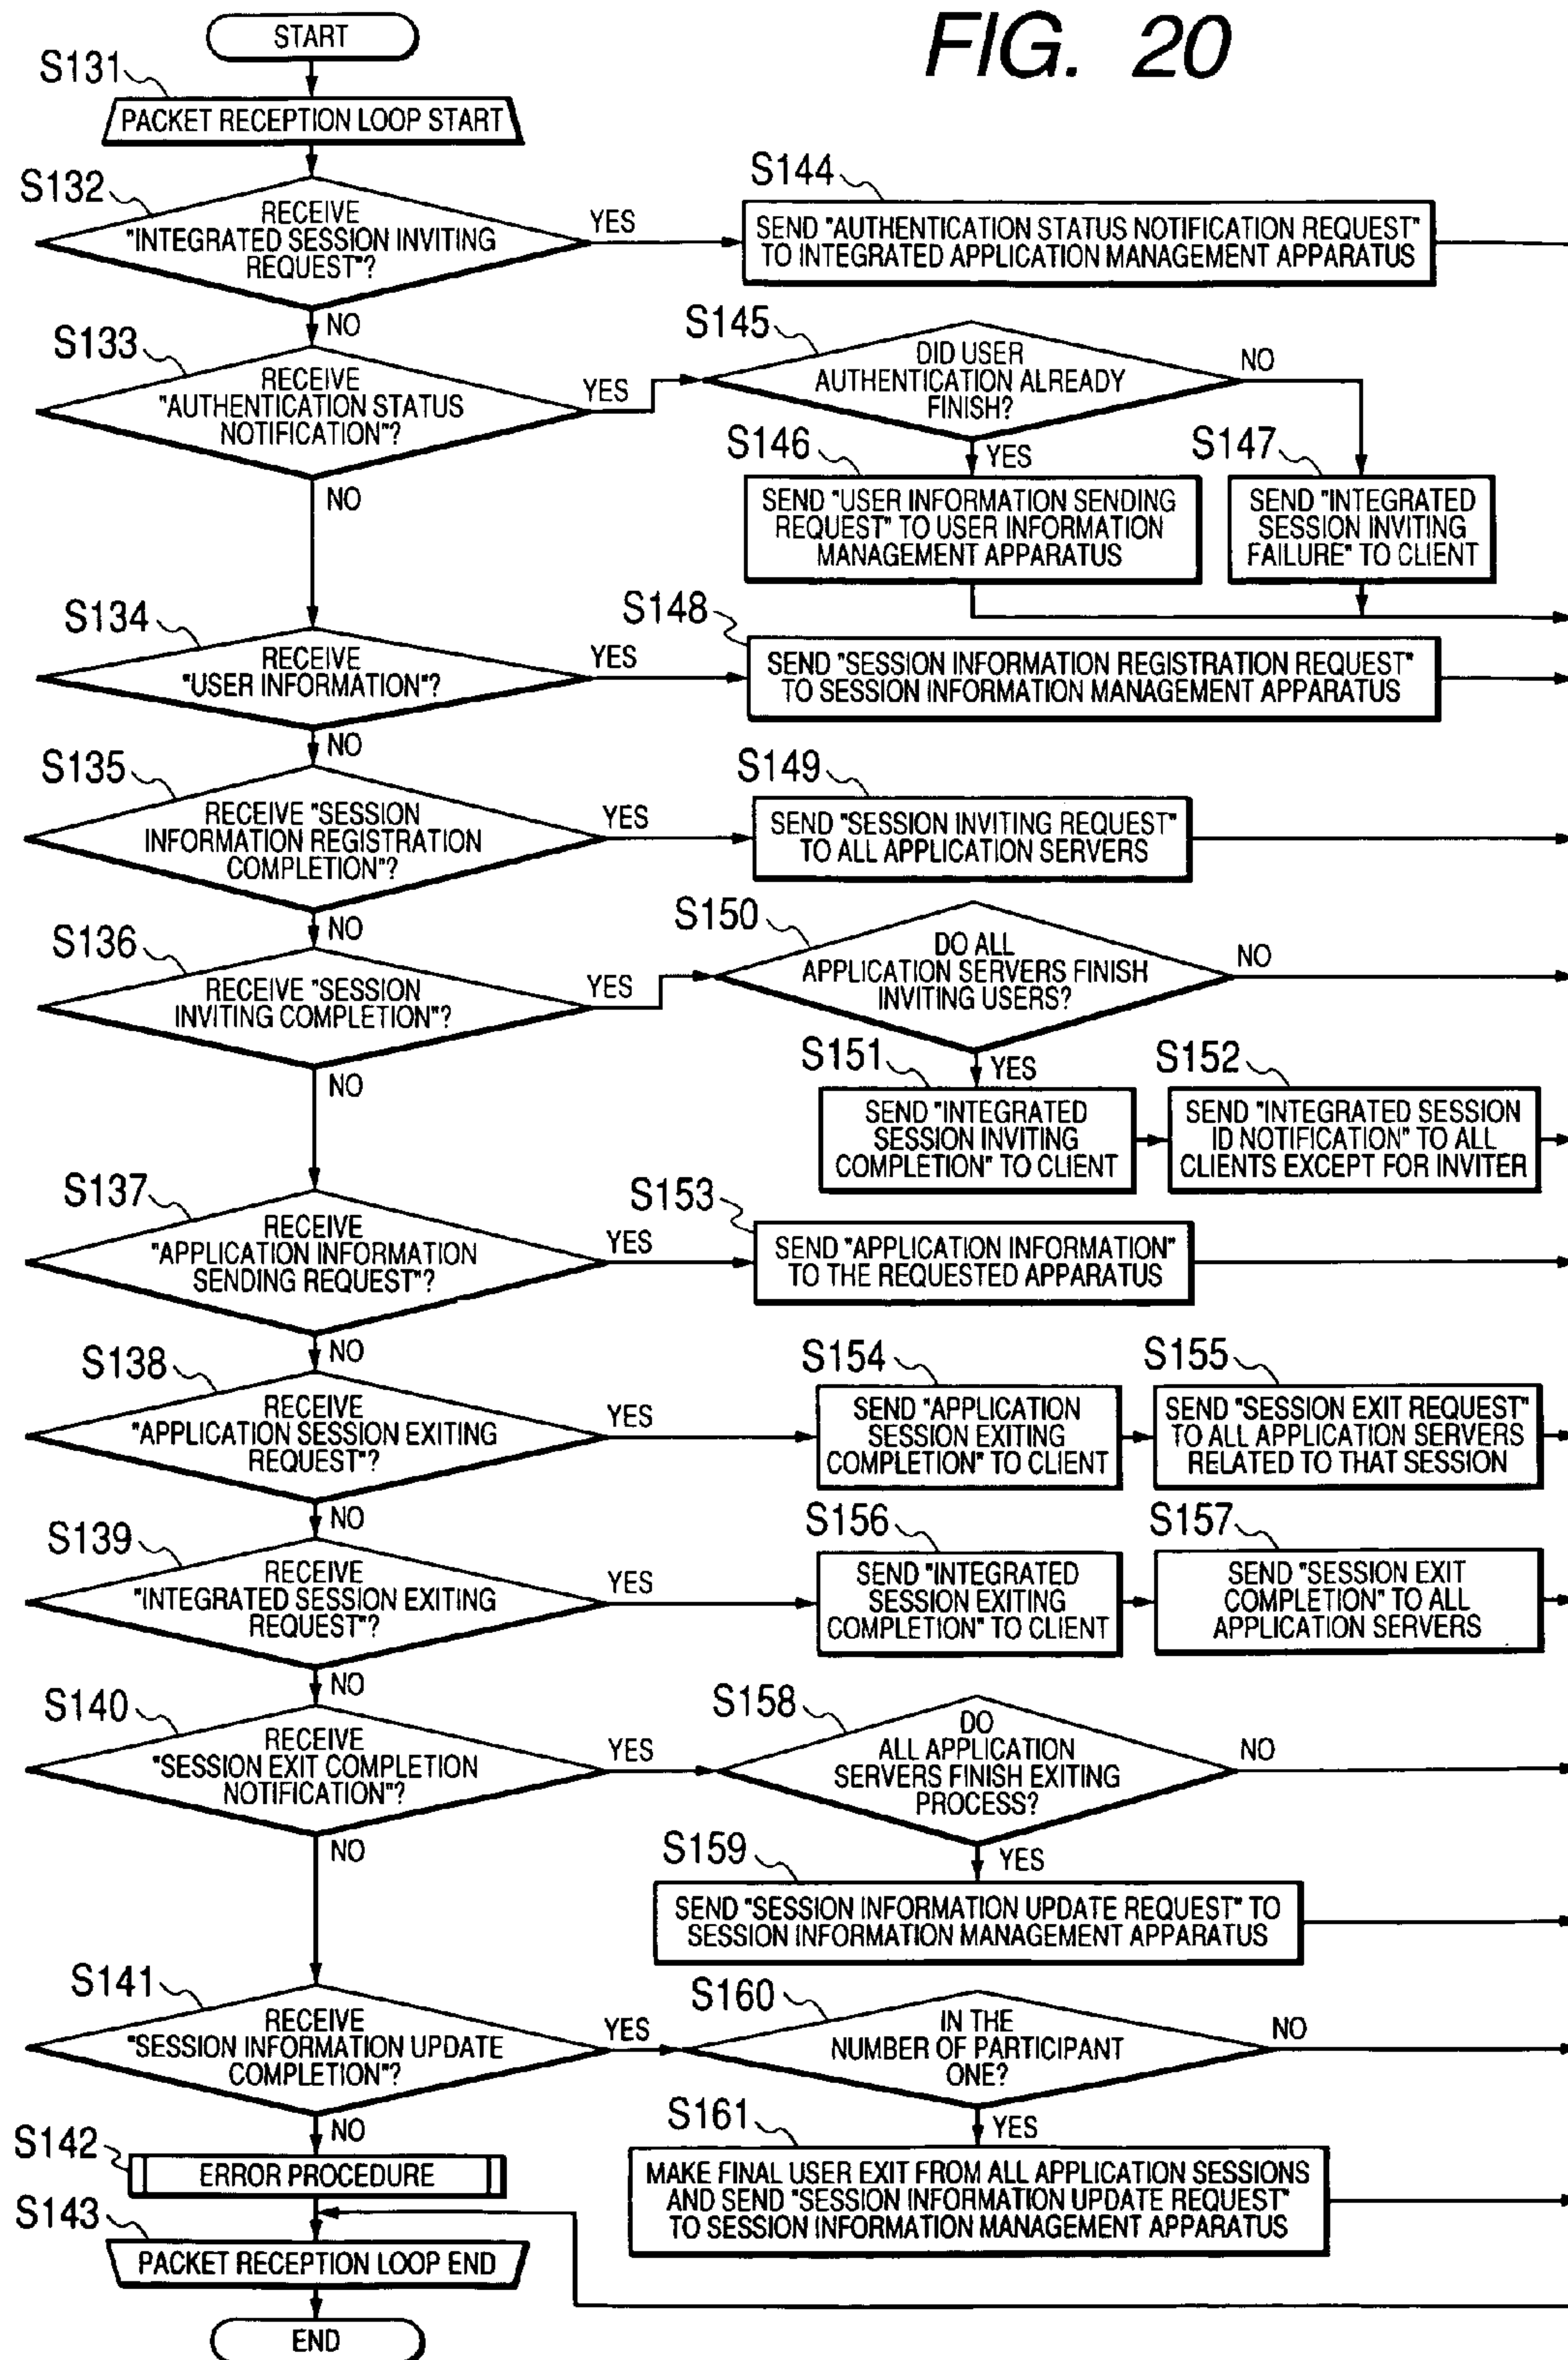 FIG. 20
START
S131
PACKET RECEPTION LOOP START
S132
RECEIVE
"INTEGRATED SESSION INVITING
REQUEST"?
YES
NO
S144
SEND "AUTHENTICATION STATUS NOTIFICATION REQUEST"
TO INTEGRATED APPLICATION MANAGEMENT APPARATUS
S133
RECEIVE
"AUTHENTICATION STATUS
NOTIFICATION"?
YES
NO
S145
DID USER
AUTHENTICATION ALREADY
FINISH?
NO
YES
S146
SEND "USER INFORMATION SENDING
REQUEST" TO USER INFORMATION
MANAGEMENT APPARATUS
S147
SEND "INTEGRATED
SESSION INVITING
FAILURE" TO CLIENT
S134
RECEIVE
"USER INFORMATION"?
YES
NO
S148
SEND "SESSION INFORMATION REGISTRATION REQUEST"
TO SESSION INFORMATION MANAGEMENT APPARATUS
S135
RECEIVE "SESSION
INFORMATION REGISTRATION
COMPLETION"?
YES
NO
S149
SEND "SESSION INVITING REQUEST"
TO ALL APPLICATION SERVERS
S136
RECEIVE "SESSION
INVITING COMPLETION"?
YES
NO
S150
DO ALL
APPLICATION SERVERS FINISH
INVITING USERS?
NO
YES
S151
SEND "INTEGRATED
SESSION INVITING
COMPLETION" TO CLIENT
S152
SEND "INTEGRATED SESSION
ID NOTIFICATION" TO ALL
CLIENTS EXCEPT FOR INVITER
S137
RECEIVE
"APPLICATION INFORMATION
SENDING REQUEST"?
YES
NO
S153
SEND "APPLICATION INFORMATION"
TO THE REQUESTED APPARATUS
S138
RECEIVE
"APPLICATION SESSION EXITING
REQUEST"?
YES
NO
S154
SEND "APPLICATION
SESSION EXITING
COMPLETION" TO CLIENT
S155
SEND "SESSION EXIT REQUEST"
TO ALL APPLICATION SERVERS
RELATED TO THAT SESSION
S139
RECEIVE
"INTEGRATED SESSION EXITING
REQUEST"?
YES
NO
S156
SEND "INTEGRATED
SESSION EXITING
COMPLETION" TO CLIENT
S157
SEND "SESSION EXIT
COMPLETION" TO ALL
APPLICATION SERVERS
S140
RECEIVE
"SESSION EXIT COMPLETION
NOTIFICATION"?
YES
NO
S158
DO
ALL APPLICATION
SERVERS FINISH EXITING
PROCESS?
NO
YES
S159
SEND "SESSION INFORMATION UPDATE REQUEST" TO
SESSION INFORMATION MANAGEMENT APPARATUS
S141
RECEIVE
"SESSION INFORMATION UPDATE
COMPLETION"?
YES
NO
S160
IN THE
NUMBER OF PARTICIPANT
ONE?
NO
YES
S161
MAKE FINAL USER EXIT FROM ALL APPLICATION SESSIONS
AND SEND "SESSION INFORMATION UPDATE REQUEST"
TO SESSION INFORMATION MANAGEMENT APPARATUS
S142
ERROR PROCEDURE
S143
PACKET RECEPTION LOOP END
END